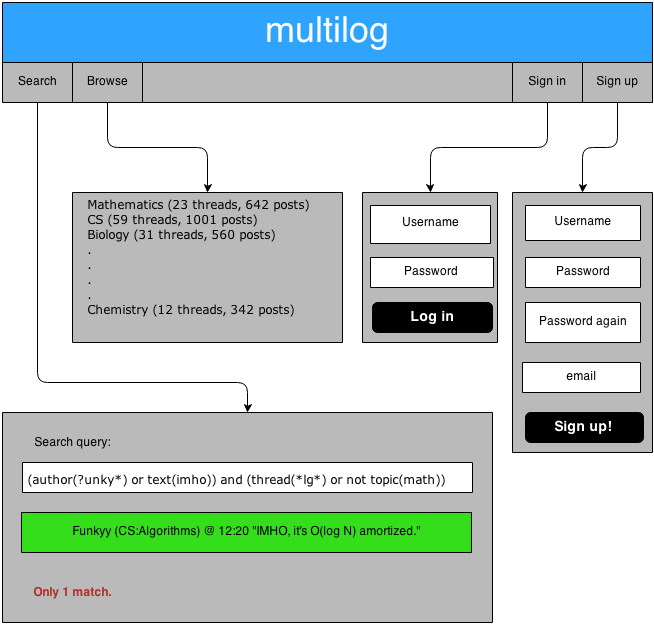 multilog
Search
Browse
Sign in
Sign up
Mathematics (23 threads, 642 posts)
CS (59 threads, 1001 posts)
Biology (31 threads, 560 posts)
.
.
.
.
Chemistry (12 threads, 342 posts)
Username
Password
Log in
Username
Password
Password again
email
Sign up!
Search query:
(author(?unky*) or text(imho)) and (thread(*lg*) or not topic(math))
Funkyy (CS:Algorithms) @ 12:20 "IMHO, it's O(log N) amortized."
Only 1 match.